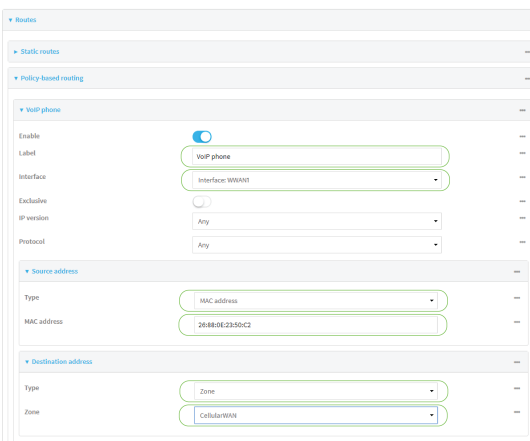 Routes
Static routes
Policy-based routing
VoIP phone
Enable
Label VoIP phone
Interface Interface: WWAN1
Exclusive
IP version Any
Protocol Any
Source address
Type MAC address
MAC address 26:88:0E:23:50:C2
Destination address
Type Zone
Zone CellularWAN